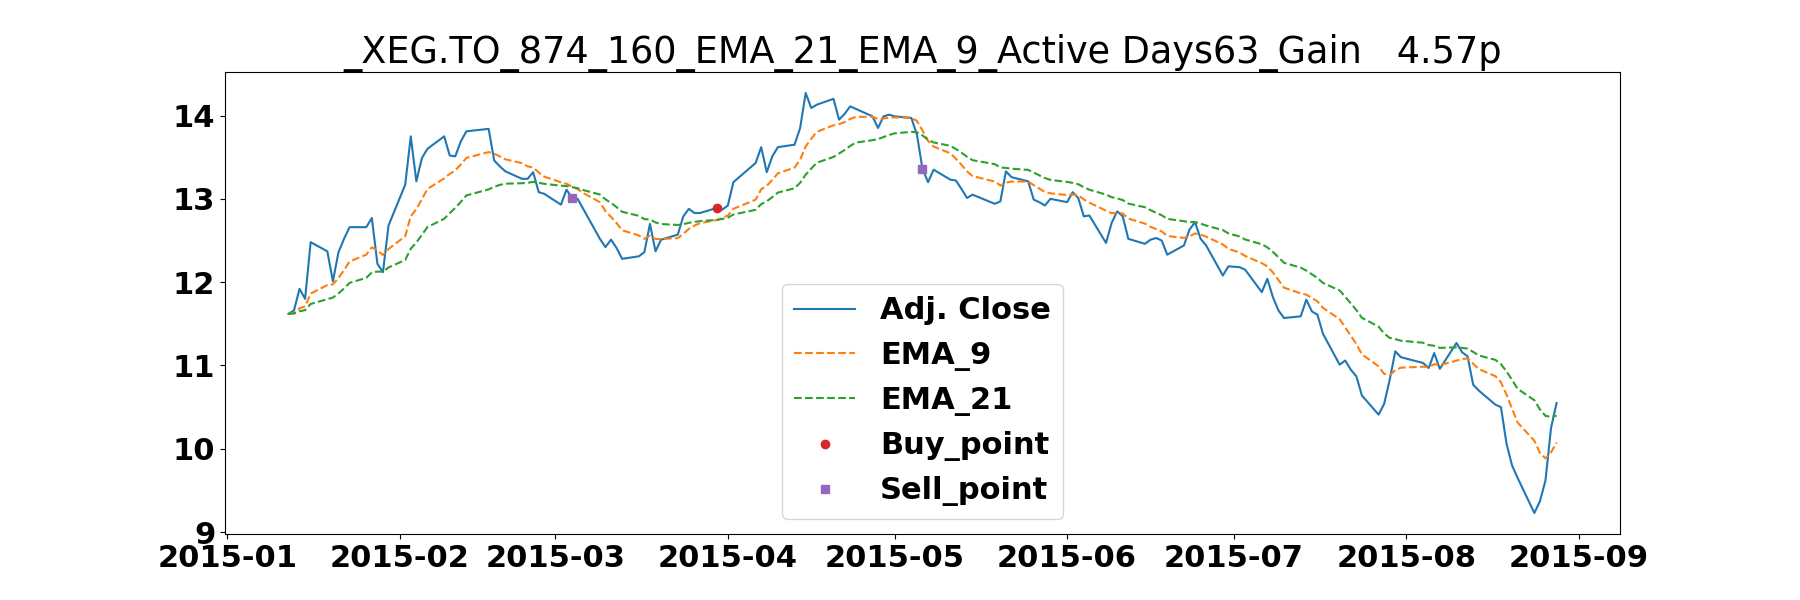 _XEG.TO_874_160_EMA_21_EMA_9_Active Days63_Gain   4.57p
14
13
12
11
10
9
2015-01 2015-02 2015-03 2015-04 2015-05 2015-06 2015-07 2015-08 2015-09
Adj. Close
EMA_9
EMA_21
Buy_point
Sell_point